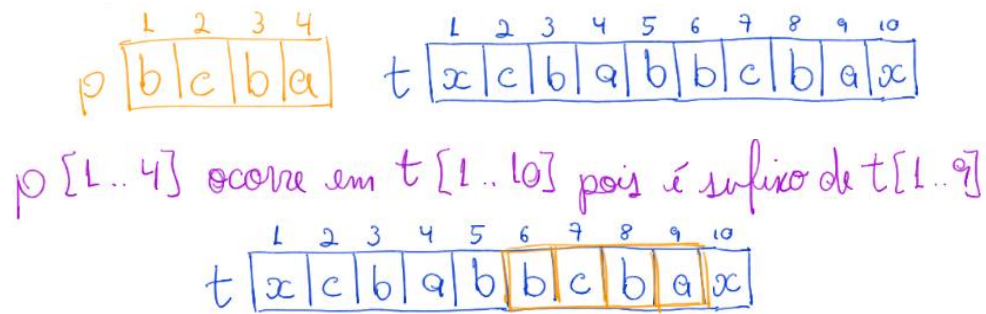 1 2 3 4 1 2 3 4 5 6 7 8 9 10
p b c b a t x c b a b b c b a x
p [1..4] ocorre em t [1..10] pois é sufixo de t [1..9]
1 2 3 4 5 6 7 8 9 10
t x c b a b b c b a x